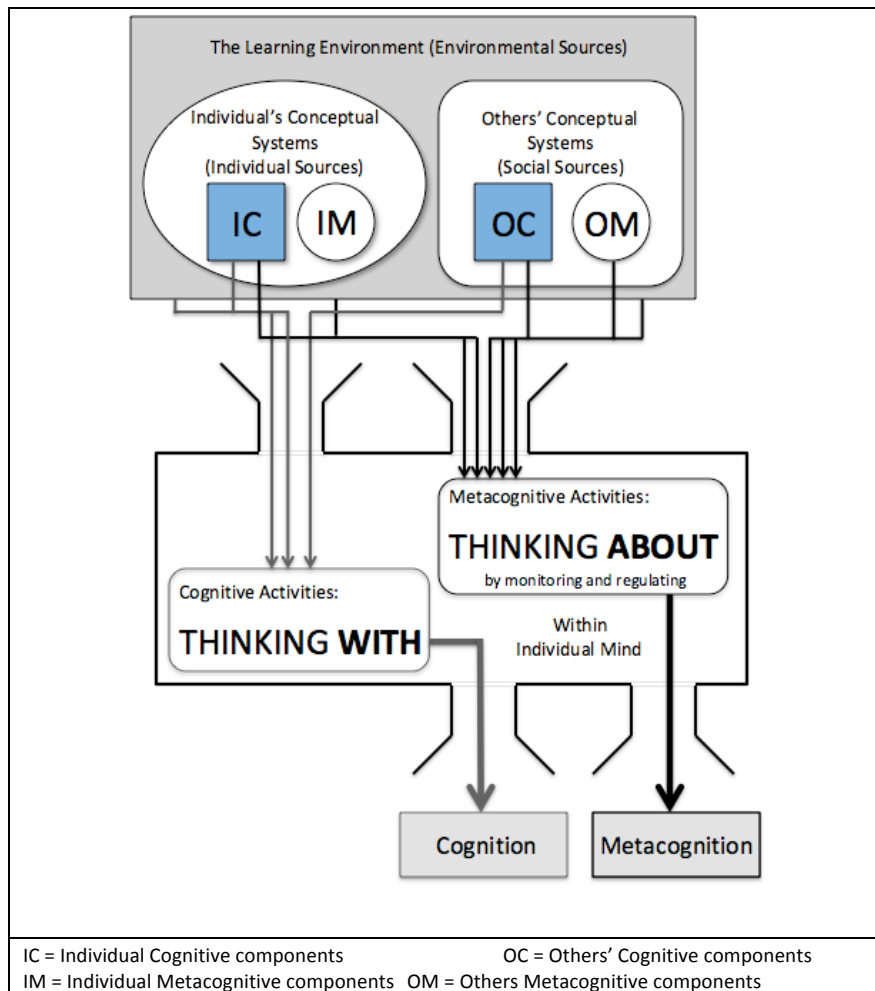 The Learning Environment (Environmental Sources)
Individual's Conceptual
Systems
(Individual Sources)
IC
IM
Others' Conceptual
Systems
(Social Sources)
OC
OM
Metacognitive Activities:
THINKING ABOUT
by monitoring and regulating
Cognitive Activities:
THINKING WITH
Within
Individual Mind
Cognition
Metacognition
IC = Individual Cognitive components OC = Others' Cognitive components
IM = Individual Metacognitive components OM = Others Metacognitive components